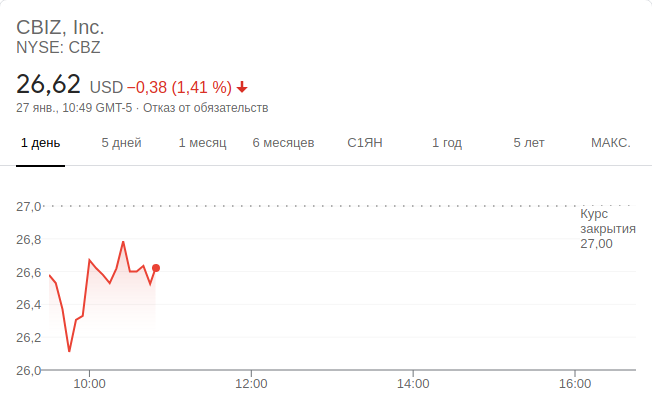 CBIZ, Inc.
NYSE: CBZ
26,62 USD −0,38 (1,41 %)
27 янв., 10:49 GMT-5 · Отказ от обязательств
1 день 5 дней 1 месяц 6 месяцев С1ЯН 1 год 5 лет МАКС.
27,0
Курс
закрытия
27,00
26,8
26,6
26,4
26,2
26,0
10:00 12:00 14:00 16:00